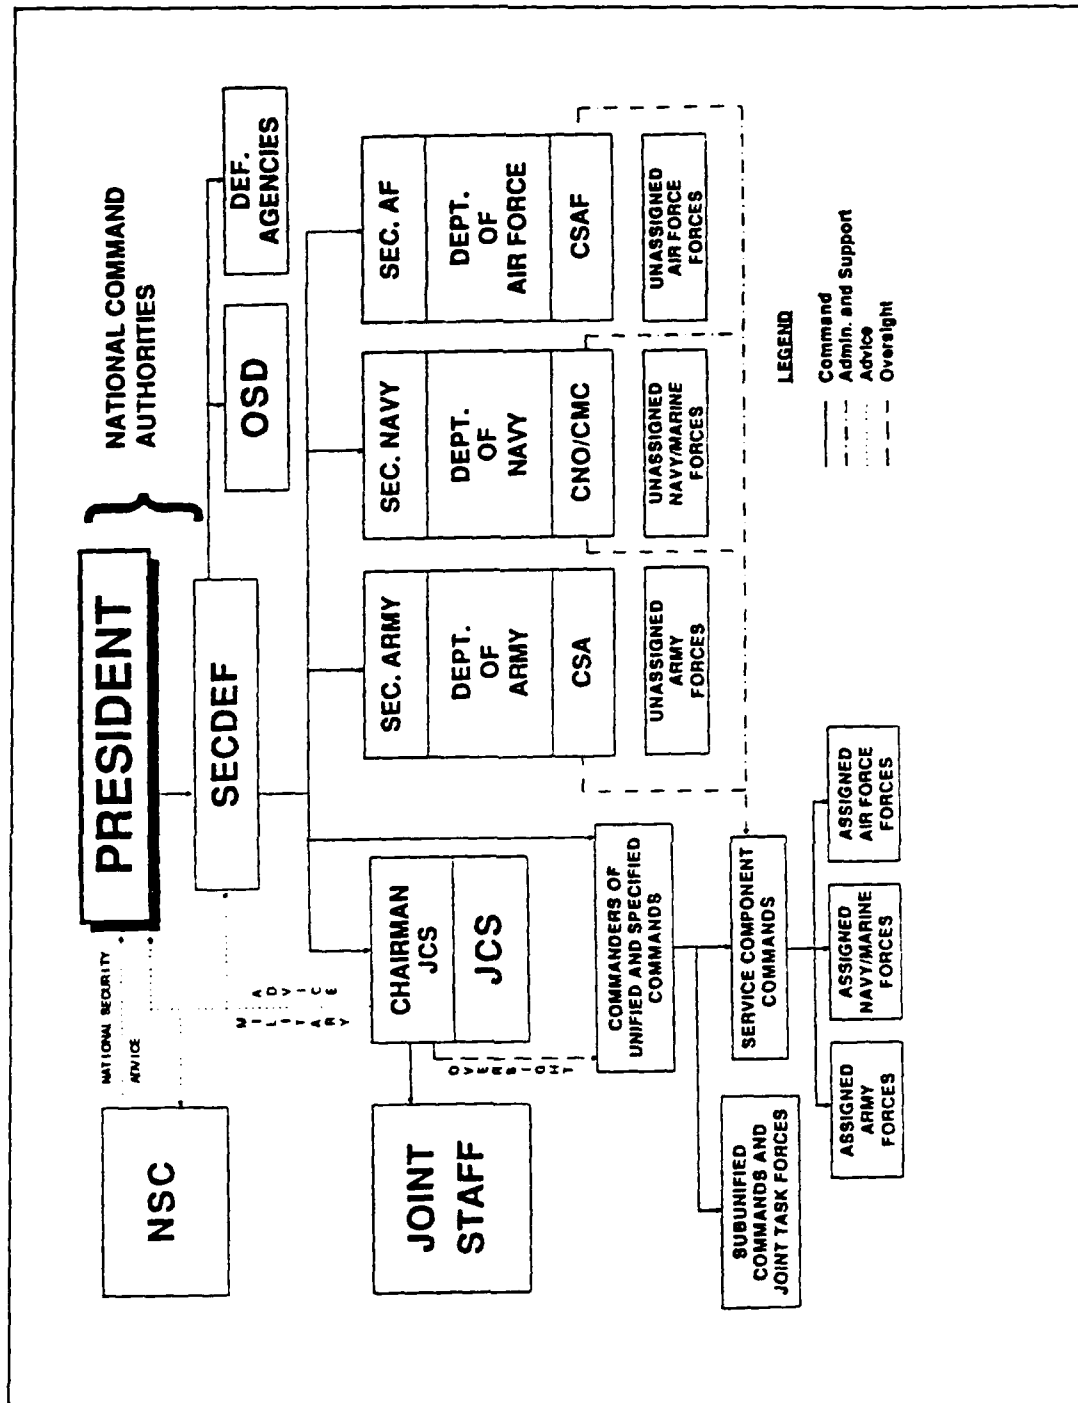 NATIONAL COMMAND
AUTHORITIES
PRESIDENT
NATIONAL SECURITY
ADVICE
NSC
SECDEF
OSD
DEF.
AGENCIES
MILITARY
ADVICE
JOINT
STAFF
CHAIRMAN
JCS
JCS
SEC. ARMY
DEPT.
OF
ARMY
CSA
SEC. NAVY
DEPT.
OF
NAVY
CNO/CMC
SEC. AF
DEPT.
OF
AIR FORCE
CSAF
OVERSIGHT
COMMANDERS OF
UNIFIED AND SPECIFIED
COMMANDS
UNASSIGNED
ARMY
FORCES
UNASSIGNED
NAVY/MARINE
FORCES
UNASSIGNED
AIR FORCE
FORCES
SUBUNIFIED
COMMANDS AND
JOINT TASK FORCES
SERVICE COMPONENT
COMMANDS
ASSIGNED
ARMY
FORCES
ASSIGNED
NAVY/MARINE
FORCES
ASSIGNED
AIR FORCE
FORCES
LEGEND
Command
Admin. and Support
Advice
Oversight